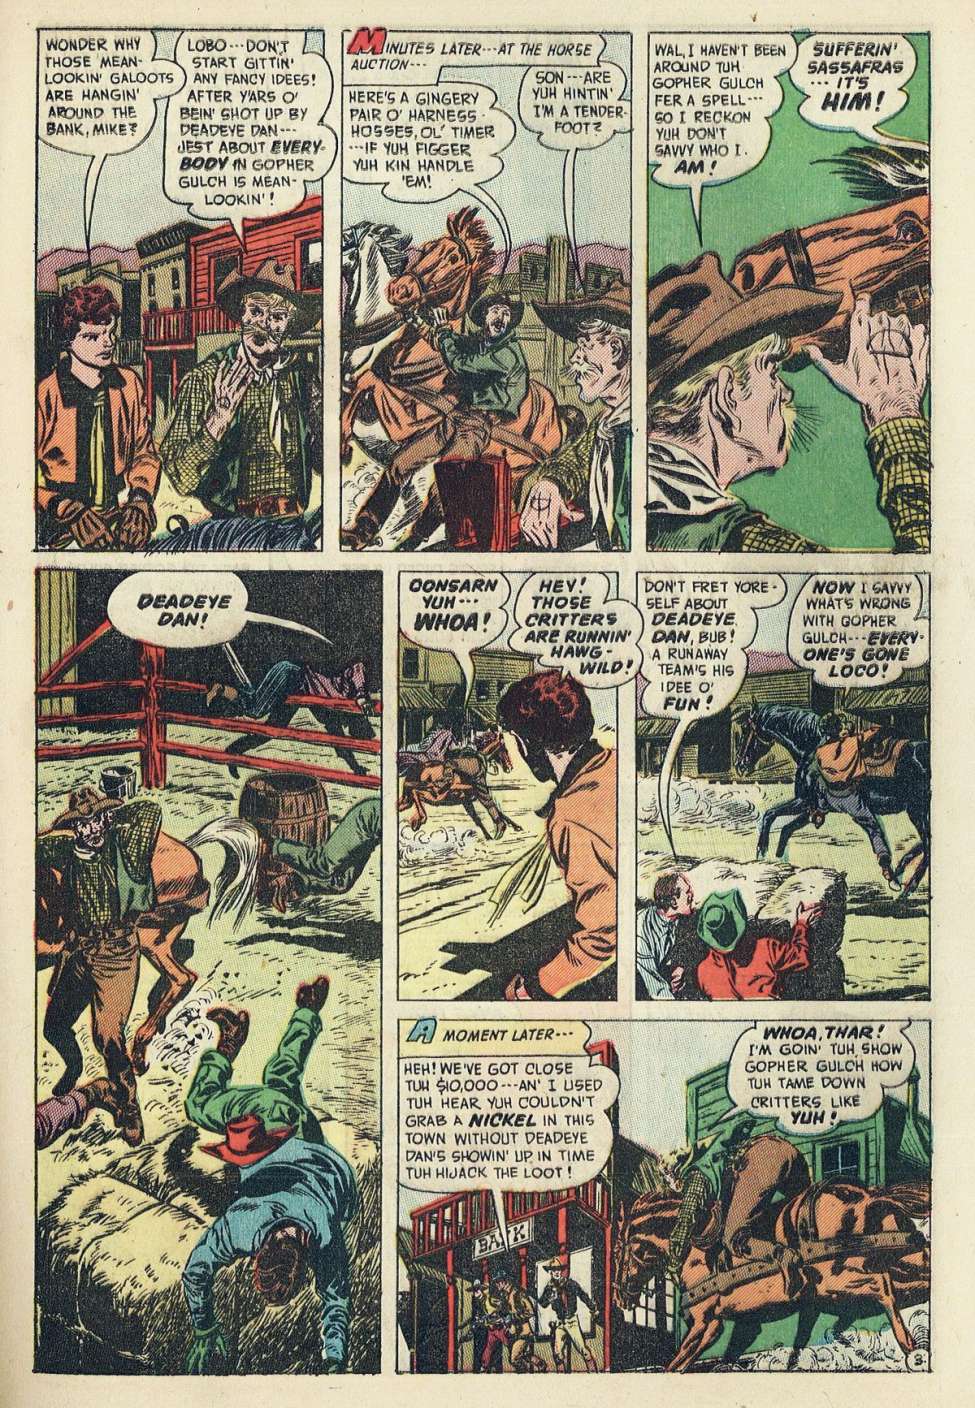 WONDER WHY
THOSE MEAN-
LOOKIN' GALOOTS
ARE HANGIN'
AROUND THE
BANK, MIKE?
LOBO---DON'T
START GITTIN'
ANY FANCY IDEES!
AFTER Y'ARS O'
BEIN' SHOT UP BY
DEADEYE DAN---
JEST ABOUT EVERY-
BODY IN GOPHER
GULCH IS MEAN-
LOOKIN'!
MINUTES LATER---AT THE HORSE
AUCTION---
HERE'S A GINGERY
PAIR O' HARNESS
HOSSES, OL' TIMER
---IF YUH FIGGER
YUH KIN HANDLE
'EM!
SON---ARE
YUH HINTIN'
I'M A TENDER-
FOOT?
WAL, I HAVEN'T BEEN
AROUND TUH
GOPHER GULCH
FER A SPELL---
SO I RECKON
YUH DON'T
SAVVY WHO I
AM!
SUFFERIN'
SASSAFRAS
---IT'S
HIM!
DEADEYE
DAN!
CONSARN
YUH---
WHOA!
HEY!
THOSE
CRITTERS
ARE RUNNIN'
HAWG-
WILD!
DON'T FRET YORE-
SELF ABOUT
DEADEYE
DAN, BUB!
A RUNAWAY
TEAM'S HIS
IDEE O'
FUN!
NOW I SAVVY
WHAT'S WRONG
WITH GOPHER
GULCH---EVERY-
ONE'S GONE
LOCO!
A MOMENT LATER---
HEH! WE'VE GOT CLOSE
TUH $10,000---AN' I USED
TUH HEAR YUH COULDN'T
GRAB A NICKEL IN THIS
TOWN WITHOUT DEADEYE
DAN'S SHOWIN' UP IN TIME
TUH HIJACK THE LOOT!
BANK
WHOA, THAR!
I'M GOIN' TUH SHOW
GOPHER GULCH HOW
TUH TAME DOWN
CRITTERS LIKE
YUH!
3